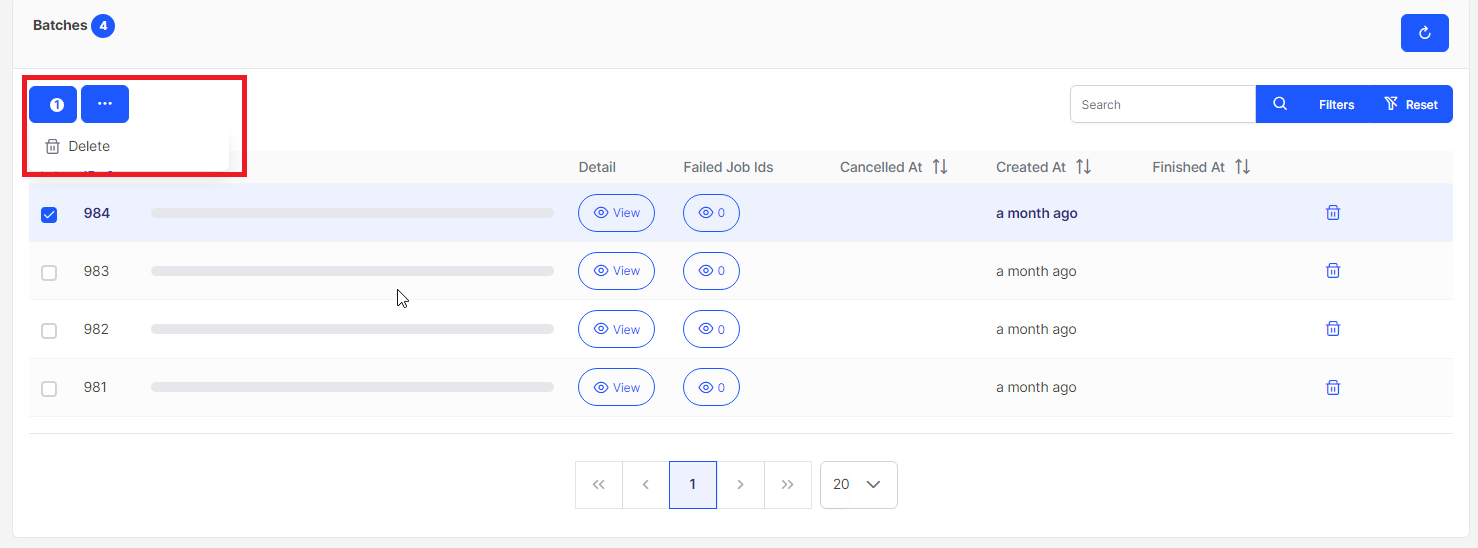 Batches 4
1 ...
Search Filters Reset
Delete
Detail Failed Job Ids Cancelled At Created At Finished At
984 View 0 a month ago
983 View 0 a month ago
982 View 0 a month ago
981 View 0 a month ago
1 20